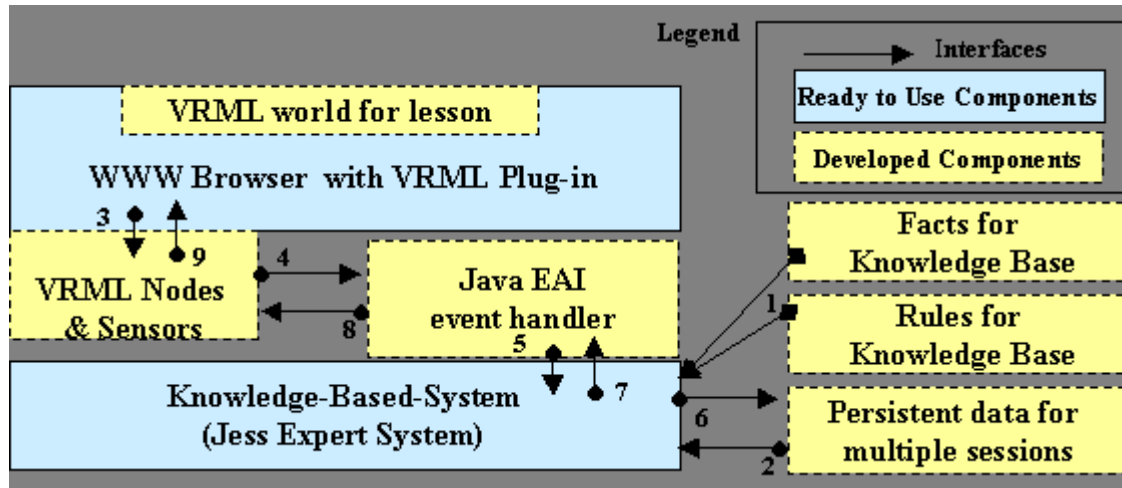 Legend
Interfaces
Ready to Use Components
Developed Components
VRML world for lesson
WWW Browser with VRML Plug-in
3
9
4
VRML Nodes
& Sensors
8
Java EAI
event handler
5
7
Knowledge-Based-System
(Jess Expert System)
Facts for
Knowledge Base
1
Rules for
Knowledge Base
6
2
Persistent data for
multiple sessions